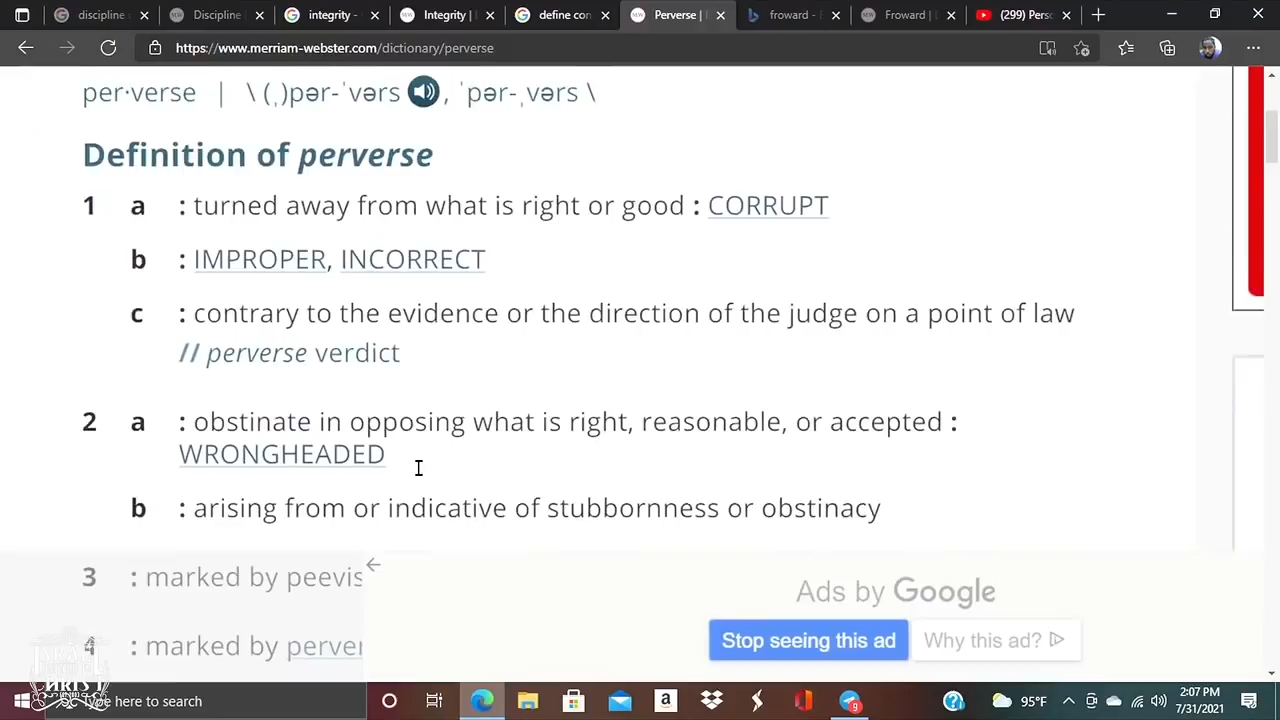 discipline
Discipline
integrity -
Integrity |
define con
Perverse |
froward -
Froward |
(299) Pers
https://www.merriam-webster.com/dictionary/perverse
per·verse | \ (ˌ)pər-ˈvərs , ˈpər-ˌvərs \
Definition of perverse
1 a : turned away from what is right or good : CORRUPT
b : IMPROPER, INCORRECT
c : contrary to the evidence or the direction of the judge on a point of law
// perverse verdict
2 a : obstinate in opposing what is right, reasonable, or accepted :
WRONGHEADED
b : arising from or indicative of stubbornness or obstinacy
3 : marked by peevis
4 : marked by perver
Ads by Google
Stop seeing this ad
Why this ad?
Type here to search
9
95°F
2:07 PM
7/31/2021